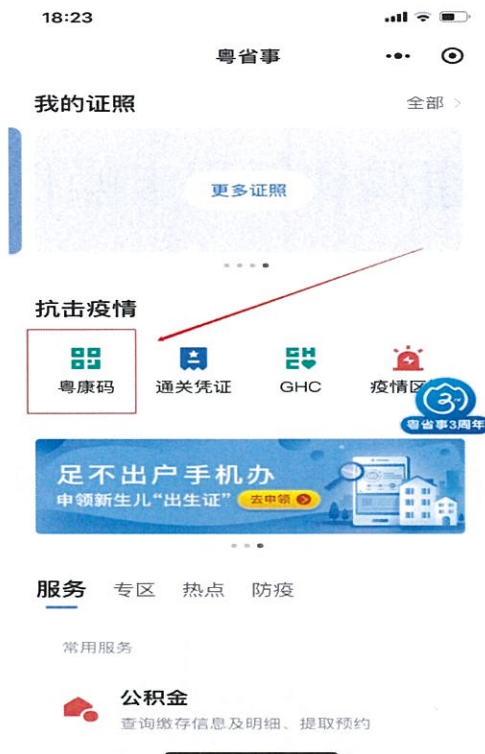 18:23
粤省事
我的证照
全部 >
更多证照
抗击疫情
粤康码
通关凭证
GHC
疫情区
粤省事3周年
足不出户手机办
申领新生儿“出生证” 去申领
服务 专区 热点 防疫
常用服务
公积金
查询缴存信息及明细、提取预约